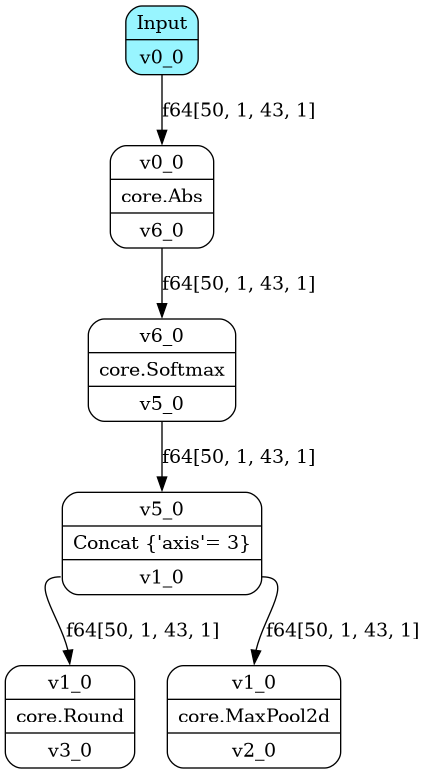 Input
v0_0
f64[50, 1, 43, 1]
v0_0
core.Abs
v6_0
f64[50, 1, 43, 1]
v6_0
core.Softmax
v5_0
f64[50, 1, 43, 1]
v5_0
Concat {'axis'= 3}
v1_0
f64[50, 1, 43, 1]
f64[50, 1, 43, 1]
v1_0
core.Round
v3_0
v1_0
core.MaxPool2d
v2_0